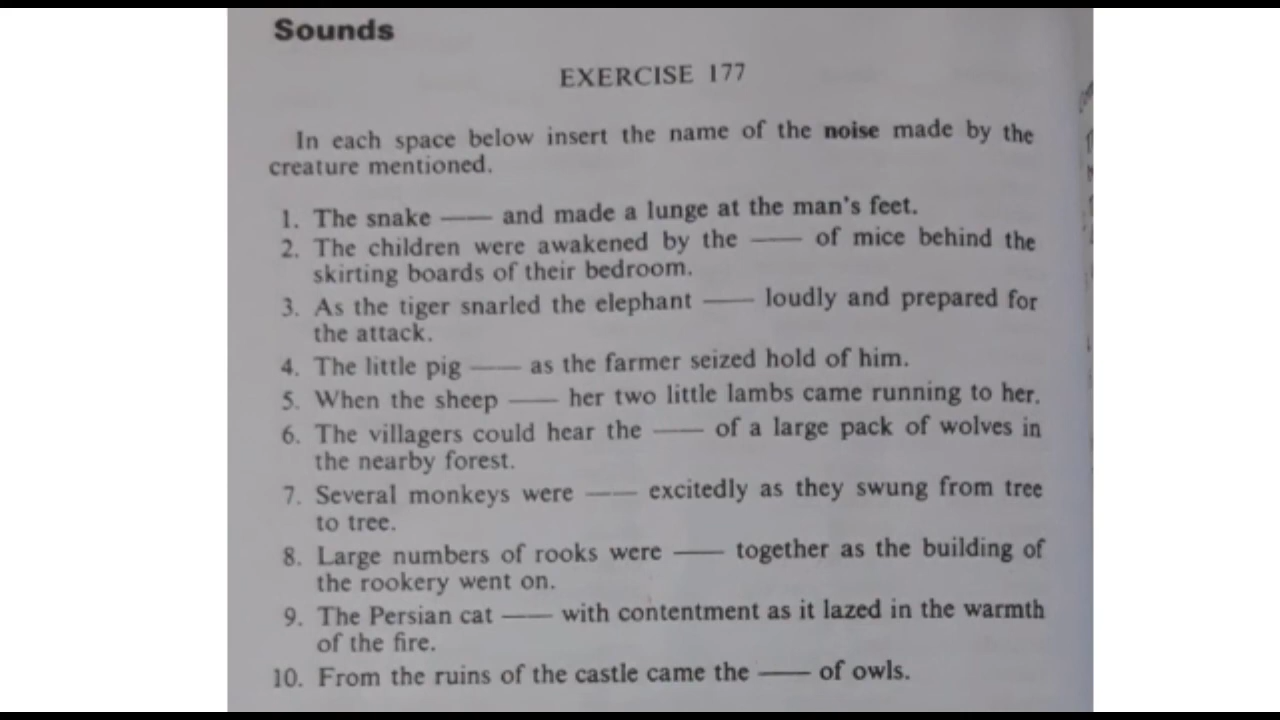 Sounds
EXERCISE 177
In each space below insert the name of the noise made by the
creature mentioned.
1. The snake —— and made a lunge at the man's feet.
2. The children were awakened by the —— of mice behind the
skirting boards of their bedroom.
3. As the tiger snarled the elephant —— loudly and prepared for
the attack.
4. The little pig —— as the farmer seized hold of him.
5. When the sheep —— her two little lambs came running to her.
6. The villagers could hear the —— of a large pack of wolves in
the nearby forest.
7. Several monkeys were —— excitedly as they swung from tree
to tree.
8. Large numbers of rooks were —— together as the building of
the rookery went on.
9. The Persian cat —— with contentment as it lazed in the warmth
of the fire.
10. From the ruins of the castle came the —— of owls.